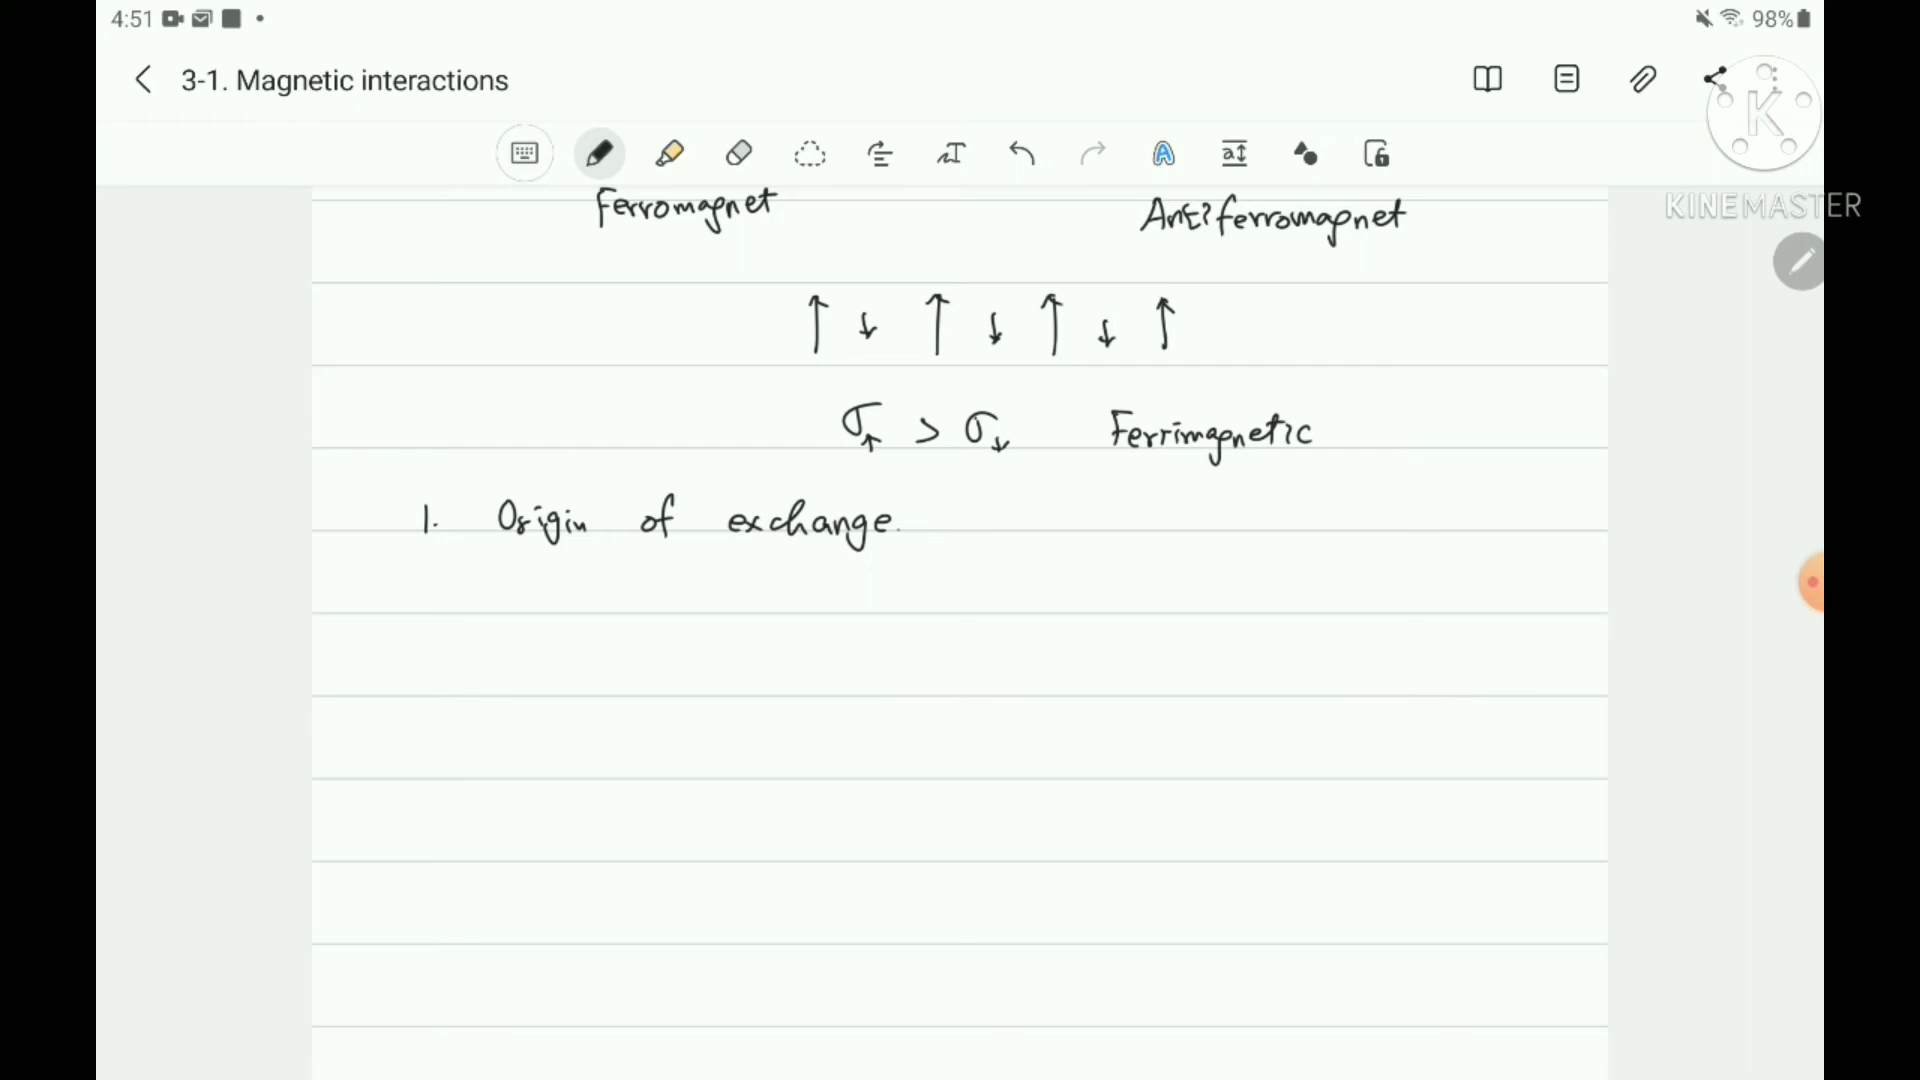 4:51 98%
3-1. Magnetic interactions
K
KINEMASTER
Ferromagnet Antiferromagnet
↑ ↓ ↑ ↓ ↑ ↓ ↑
σ↑ > σ↓ Ferrimagnetic
1. Origin of exchange.